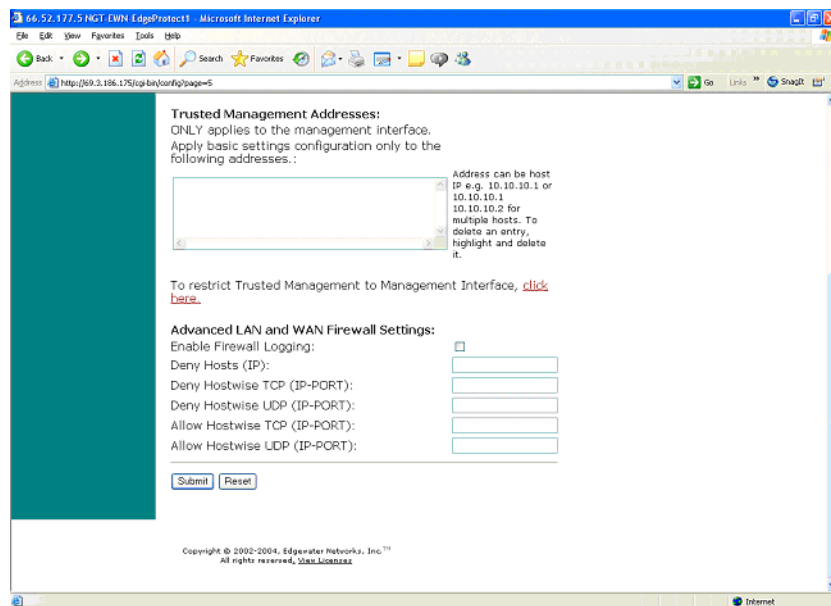 66.52.177.5 NGT-EWN-EdgeProtect1 - Microsoft Internet Explorer
File Edit View Favorites Tools Help
Back Search Favorites
Address http://69.3.186.175/cgi-bin/config?page=5 Go Links » SnagIt
Trusted Management Addresses:
ONLY applies to the management interface.
Apply basic settings configuration only to the
following addresses.:
Address can be host
IP e.g. 10.10.10.1 or
10.10.10.1
10.10.10.2 for
multiple hosts. To
delete an entry,
highlight and delete
it.
To restrict Trusted Management to Management Interface, click
here.
Advanced LAN and WAN Firewall Settings:
Enable Firewall Logging:
Deny Hosts (IP):
Deny Hostwise TCP (IP-PORT):
Deny Hostwise UDP (IP-PORT):
Allow Hostwise TCP (IP-PORT):
Allow Hostwise UDP (IP-PORT):
Submit Reset
Copyright © 2002-2004, Edgewater Networks, Inc.™
All rights reserved, View Licenses
Internet